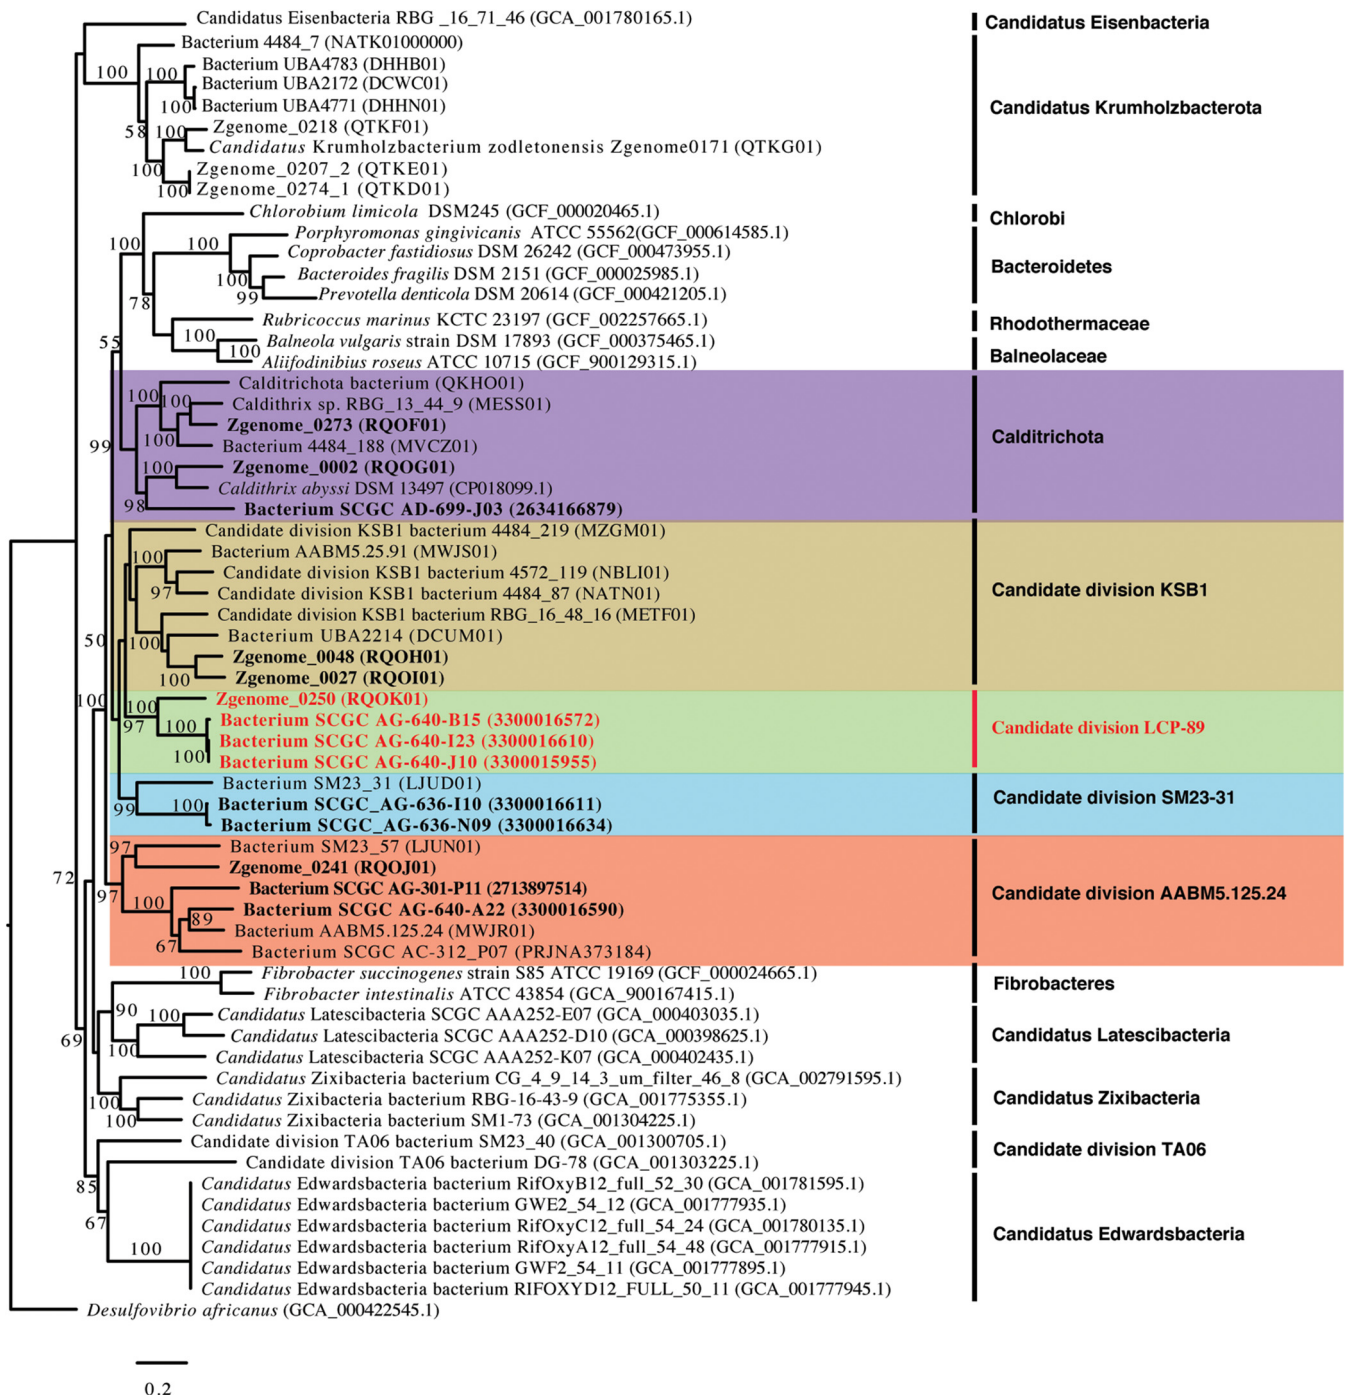 Candidatus Eisenbacteria RBG _16_71_46 (GCA_001780165.1)
Candidatus Eisenbacteria
Bacterium 4484_7 (NATK01000000)
100
Bacterium UBA4783 (DHHB01)
100
Bacterium UBA2172 (DCWC01)
Bacterium UBA4771 (DHHN01)
100
Candidatus Krumholzbacterota
58
Zgenome_0218 (QTKF01)
100
Candidatus Krumholzbacterium zodletonensis Zgenome0171 (QTKG01)
100
Zgenome_0207_2 (QTKE01)
100
Zgenome_0274_1 (QTKD01)
Chlorobium limicola DSM245 (GCF_000020465.1)
Chlorobi
100
Porphyromonas gingivicanis ATCC 55562(GCF_000614585.1)
100
Coprobacter fastidiosus DSM 26242 (GCF_000473955.1)
Bacteroidetes
100
Bacteroides fragilis DSM 2151 (GCF_000025985.1)
99
Prevotella denticola DSM 20614 (GCF_000421205.1)
78
Rubricoccus marinus KCTC 23197 (GCF_002257665.1)
Rhodothermaceae
100
Balneola vulgaris strain DSM 17893 (GCF_000375465.1)
55
100
Balneolaceae
Aliifodinibius roseus ATCC 10715 (GCF_900129315.1)
Calditrichota bacterium (QKHO01)
100
100
Caldithrix sp. RBG_13_44_9 (MESS01)
Zgenome_0273 (RQOF01)
Calditrichota
100
Bacterium 4484_188 (MVCZ01)
99
100
Zgenome_0002 (RQOG01)
Caldithrix abyssi DSM 13497 (CP018099.1)
98
Bacterium SCGC AD-699-J03 (2634166879)
Candidate division KSB1 bacterium 4484_219 (MZGM01)
100
Bacterium AABM5.25.91 (MWJS01)
Candidate division KSB1 bacterium 4572_119 (NBLI01)
97
Candidate division KSB1 bacterium 4484_87 (NATN01)
Candidate division KSB1
Candidate division KSB1 bacterium RBG_16_48_16 (METF01)
50
100
Bacterium UBA2214 (DCUM01)
Zgenome_0048 (RQOH01)
100
Zgenome_0027 (RQOI01)
100
100
Zgenome_0250 (RQOK01)
97
100
Bacterium SCGC AG-640-B15 (3300016572)
Candidate division LCP-89
Bacterium SCGC AG-640-I23 (3300016610)
100
Bacterium SCGC AG-640-J10 (3300015955)
Bacterium SM23_31 (LJUD01)
Candidate division SM23-31
99
100
Bacterium SCGC_AG-636-I10 (3300016611)
Bacterium SCGC_AG-636-N09 (3300016634)
97
Bacterium SM23_57 (LJUN01)
Zgenome_0241 (RQOJ01)
72
97
Bacterium SCGC AG-301-P11 (2713897514)
Candidate division AABM5.125.24
100
Bacterium SCGC AG-640-A22 (3300016590)
89
Bacterium AABM5.125.24 (MWJR01)
67
Bacterium SCGC AC-312_P07 (PRJNA373184)
100
Fibrobacter succinogenes strain S85 ATCC 19169 (GCF_000024665.1)
Fibrobacteres
Fibrobacter intestinalis ATCC 43854 (GCA_900167415.1)
90
100
Candidatus Latescibacteria SCGC AAA252-E07 (GCA_000403035.1)
Candidatus Latescibacteria SCGC AAA252-D10 (GCA_000398625.1)
Candidatus Latescibacteria
69
100
Candidatus Latescibacteria SCGC AAA252-K07 (GCA_000402435.1)
Candidatus Zixibacteria bacterium CG_4_9_14_3_um_filter_46_8 (GCA_002791595.1)
100
Candidatus Zixibacteria bacterium RBG-16-43-9 (GCA_001775355.1)
Candidatus Zixibacteria
100
Candidatus Zixibacteria bacterium SM1-73 (GCA_001304225.1)
Candidate division TA06 bacterium SM23_40 (GCA_001300705.1)
Candidate division TA06
Candidate division TA06 bacterium DG-78 (GCA_001303225.1)
85
Candidatus Edwardsbacteria bacterium RifOxyB12_full_52_30 (GCA_001781595.1)
Candidatus Edwardsbacteria bacterium GWE2_54_12 (GCA_001777935.1)
67
Candidatus Edwardsbacteria bacterium RifOxyC12_full_54_24 (GCA_001780135.1)
Candidatus Edwardsbacteria
100
Candidatus Edwardsbacteria bacterium RifOxyA12_full_54_48 (GCA_001777915.1)
Candidatus Edwardsbacteria bacterium GWF2_54_11 (GCA_001777895.1)
Candidatus Edwardsbacteria bacterium RIFOXYD12_FULL_50_11 (GCA_001777945.1)
Desulfovibrio africanus (GCA_000422545.1)
0.2